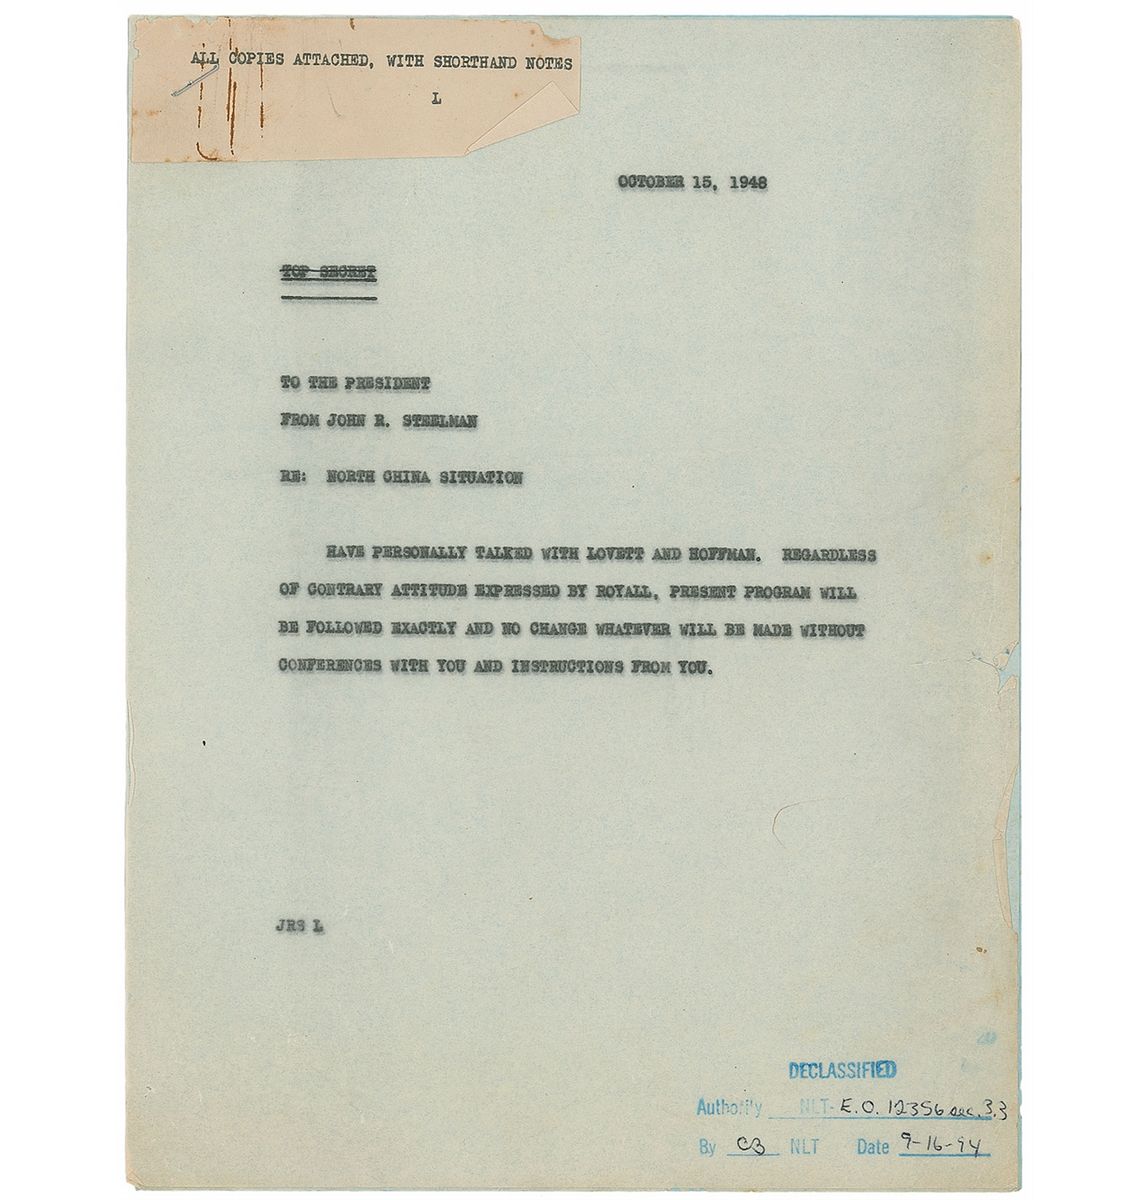 ALL COPIES ATTACHED, WITH SHORTHAND NOTES
L
OCTOBER 15, 1948
TOP SECRET
TO THE PRESIDENT
FROM JOHN R. STEELMAN
RE: NORTH CHINA SITUATION
HAVE PERSONALLY TALKED WITH LOVETT AND HOFFMAN. REGARDLESS
OF CONTRARY ATTITUDE EXPRESSED BY ROYALL, PRESENT PROGRAM WILL
BE FOLLOWED EXACTLY AND NO CHANGE WHATEVER WILL BE MADE WITHOUT
CONFERENCES WITH YOU AND INSTRUCTIONS FROM YOU.
JRS L
DECLASSIFIED
Authority NLT- E.O. 12356 sec. 3.3
By CB NLT Date 9-16-94